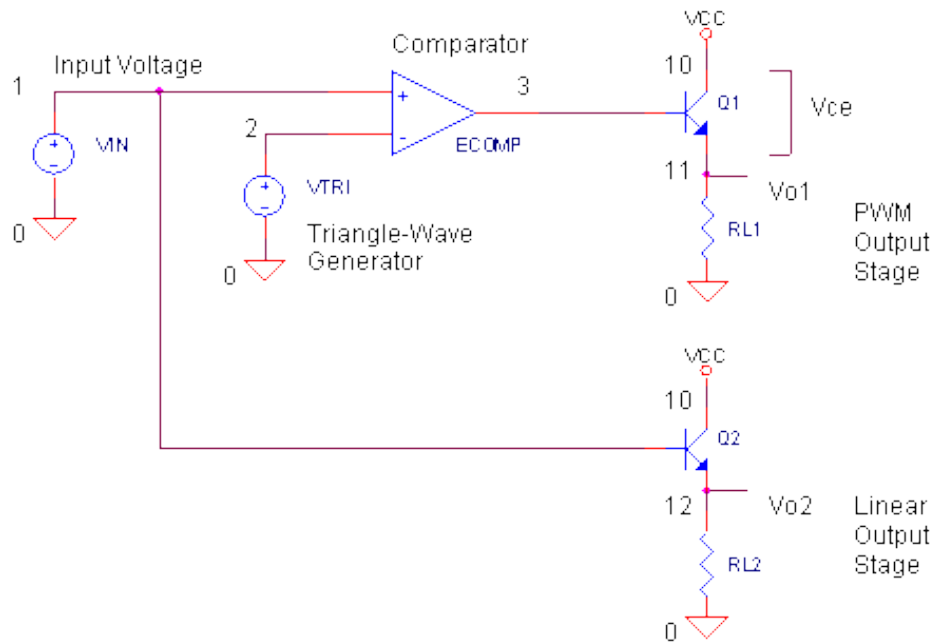 VCC
Comparator
10
Input Voltage
1
3
Q1
+
Vce
2
-
ECOMP
VIN
11
Vo1
VTRI
PWM
Output
Stage
RL1
0
Triangle-Wave
Generator
0
0
VCC
10
Q2
12
Vo2
Linear
Output
Stage
RL2
0